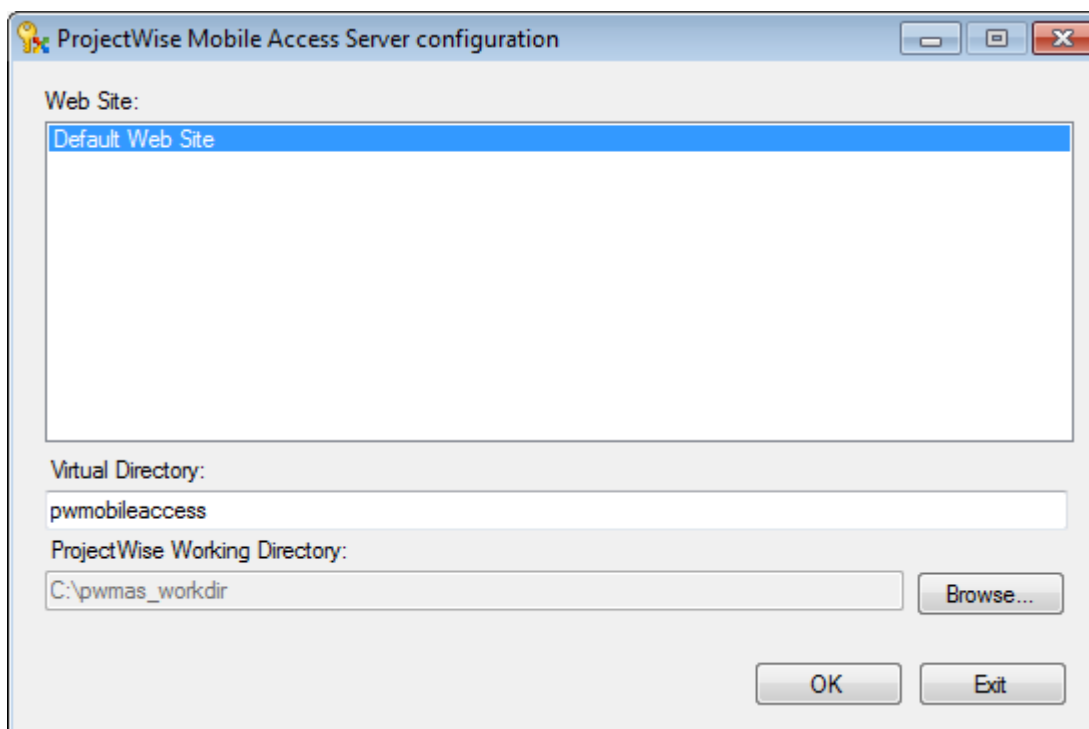 ProjectWise Mobile Access Server configuration
Web Site:
Default Web Site
Virtual Directory:
pwmobileaccess
ProjectWise Working Directory:
C:\pwmas_workdir
Browse...
OK
Exit